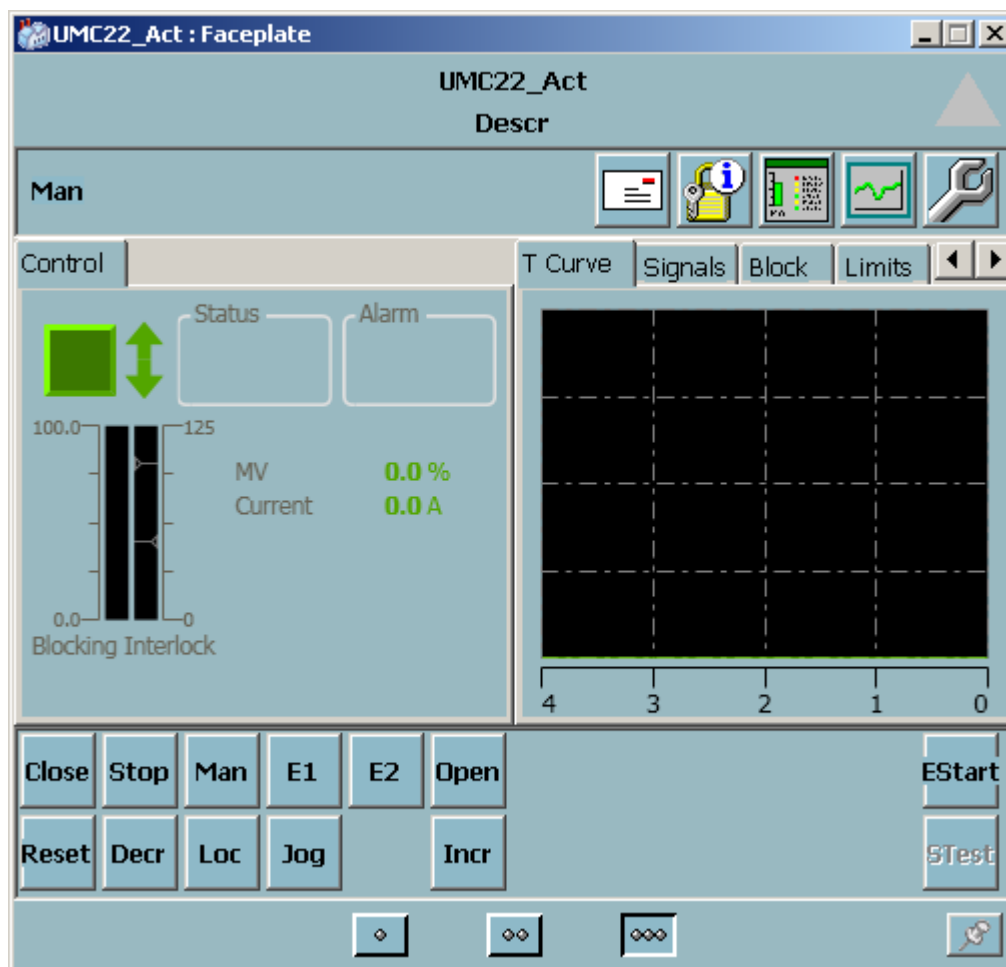 UMC22_Act : Faceplate
UMC22_Act
Descr
Man
Control
T Curve Signals Block Limits
Status Alarm
100.0 125
MV 0.0 %
Current 0.0 A
0.0 0
Blocking Interlock
4 3 2 1 0
Close Stop Man E1 E2 Open EStart
Reset Decr Loc Jog Incr STest